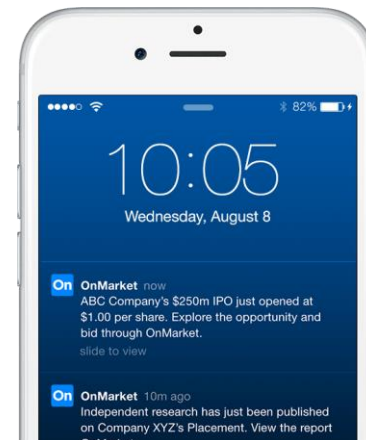 82%
10:05
Wednesday, August 8
On OnMarket now
ABC Company's $250m IPO just opened at
$1.00 per share. Explore the opportunity and
bid through OnMarket.
slide to view
On OnMarket 10m ago
Independent research has just been published
on Company XYZ's Placement. View the report